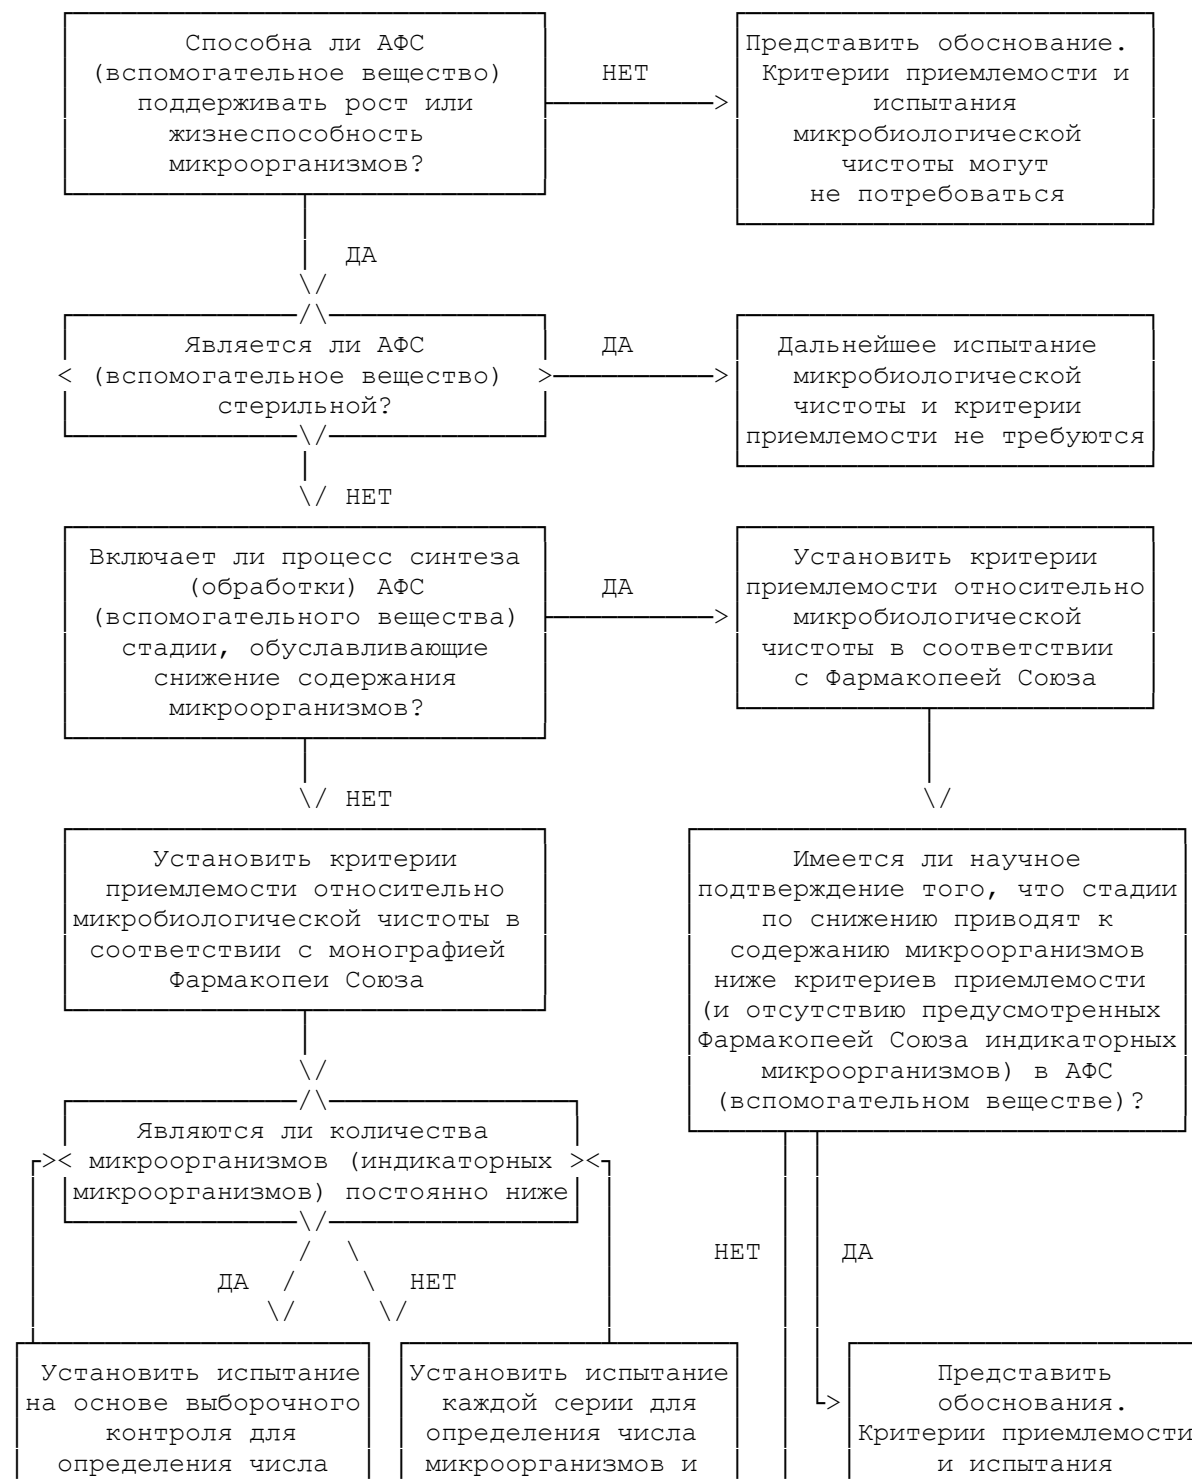 Способна ли АФС
(вспомогательное вещество)
поддерживать рост или
жизнеспособность
микроорганизмов?
НЕТ
Представить обоснование.
Критерии приемлемости и
испытания
микробиологической
чистоты могут
не потребоваться
ДА
Является ли АФС
(вспомогательное вещество)
стерильной?
ДА
Дальнейшее испытание
микробиологической
чистоты и критерии
приемлемости не требуются
НЕТ
Включает ли процесс синтеза
(обработки) АФС
(вспомогательного вещества)
стадии, обуславливающие
снижение содержания
микроорганизмов?
ДА
Установить критерии
приемлемости относительно
микробиологической
чистоты в соответствии
с Фармакопеей Союза
НЕТ
Установить критерии
приемлемости относительно
микробиологической чистоты в
соответствии с монографией
Фармакопеи Союза
Имеется ли научное
подтверждение того, что стадии
по снижению приводят к
содержанию микроорганизмов
ниже критериев приемлемости
(и отсутствию предусмотренных
Фармакопеей Союза индикаторных
микроорганизмов) в АФС
(вспомогательном веществе)?
Являются ли количества
микроорганизмов (индикаторных
микроорганизмов) постоянно ниже
ДА
НЕТ
НЕТ
ДА
Установить испытание
на основе выборочного
контроля для
определения числа
Установить испытание
каждой серии для
определения числа
микроорганизмов и
Представить
обоснования.
Критерии приемлемости
и испытания